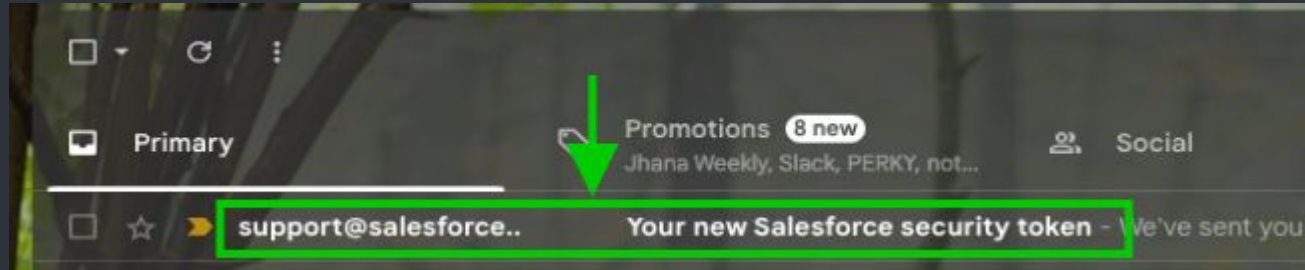 Primary
Promotions 8 new
Jhana Weekly, Slack, PERKY, not...
Social
support@salesforce.. Your new Salesforce security token - We've sent you